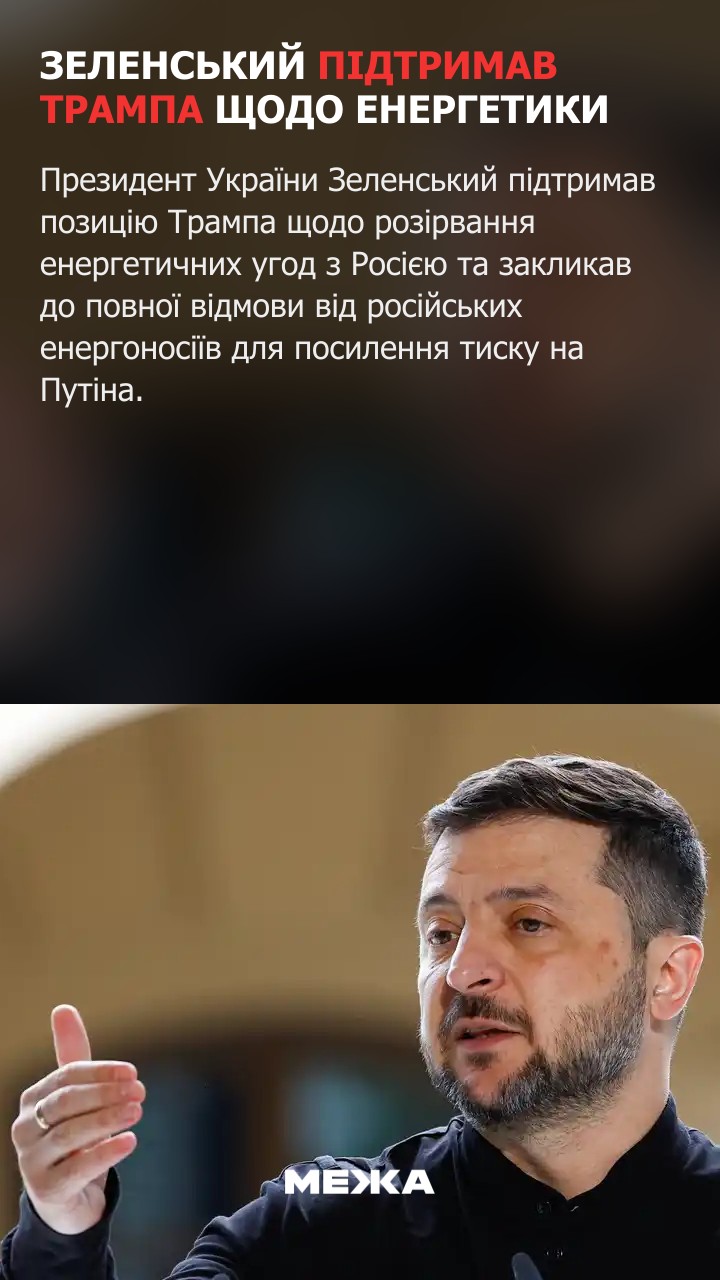 ЗЕЛЕНСЬКИЙ ПІДТРИМАВ
ТРАМПА ЩОДО ЕНЕРГЕТИКИ
Президент України Зеленський підтримав
позицію Трампа щодо розірвання
енергетичних угод з Росією та закликав
до повної відмови від російських
енергоносіїв для посилення тиску на
Путіна.
МЕЖА